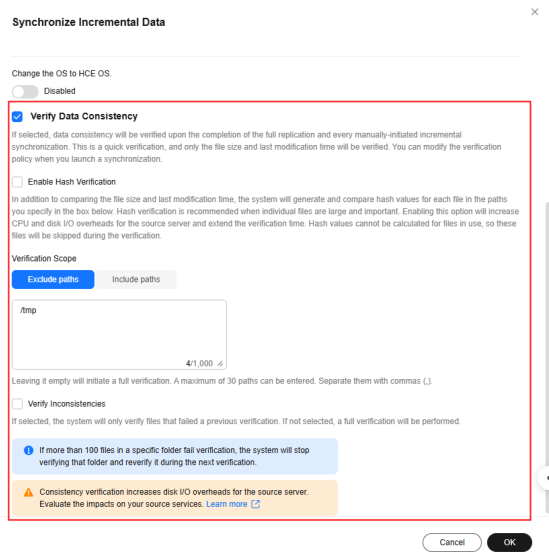 Synchronize Incremental Data
Change the OS to HCE OS.
Disabled
Verify Data Consistency
If selected, data consistency will be verified upon the completion of the full replication and every manually-initiated incremental
synchronization. This is a quick verification, and only the file size and last modification time will be verified. You can modify the verification
policy when you launch a synchronization.
Enable Hash Verification
In addition to comparing the file size and last modification time, the system will generate and compare hash values for each file in the paths
you specify in the box below. Hash verification is recommended when individual files are large and important. Enabling this option will increase
CPU and disk I/O overheads for the source server and extend the verification time. Hash values cannot be calculated for files in use, so these
files will be skipped during the verification.
Verification Scope
Exclude paths Include paths
/tmp
4/1,000
Leaving it empty will initiate a full verification. A maximum of 30 paths can be entered. Separate them with commas (,).
Verify Inconsistencies
If selected, the system will only verify files that failed a previous verification. If not selected, a full verification will be performed.
If more than 100 files in a specific folder fail verification, the system will stop
verifying that folder and reverify it during the next verification.
Consistency verification increases disk I/O overheads for the source server.
Evaluate the impacts on your source services. Learn more
Cancel OK